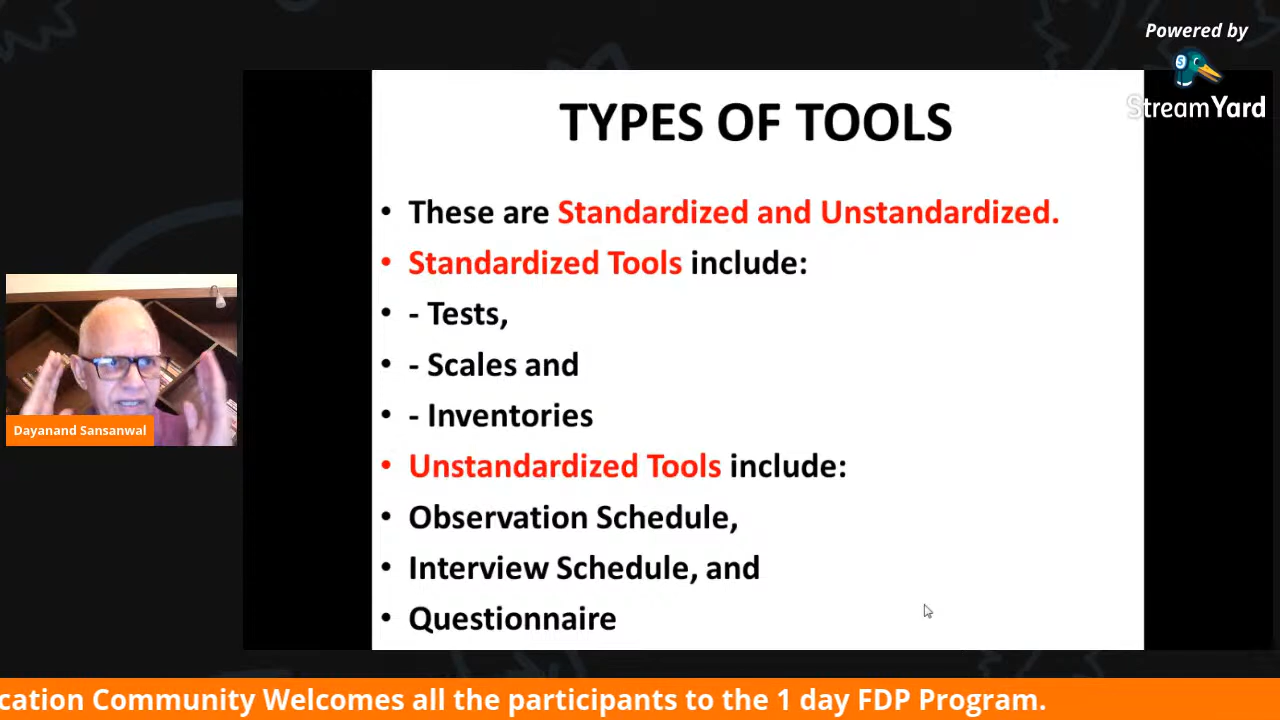 Powered by
StreamYard
TYPES OF TOOLS
• These are Standardized and Unstandardized.
• Standardized Tools include:
• - Tests,
• - Scales and
• - Inventories
• Unstandardized Tools include:
• Observation Schedule,
• Interview Schedule, and
• Questionnaire
Dayanand Sansanwal
cation Community Welcomes all the participants to the 1 day FDP Program.